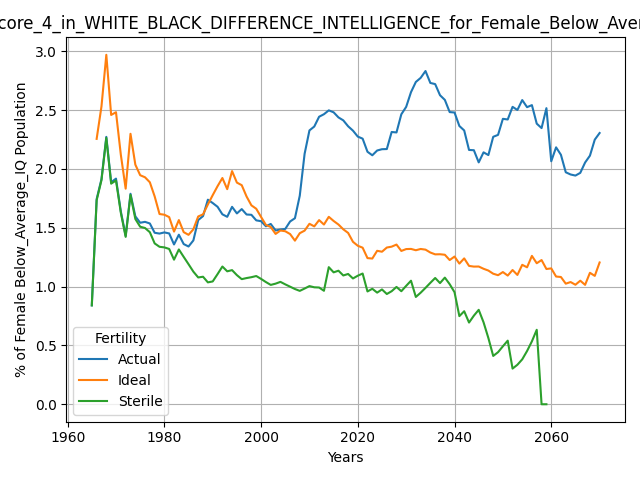 core_4_in_WHITE_BLACK_DIFFERENCE_INTELLIGENCE_for_Female_Below_Aver
% of Female Below_Average_IQ Population
3.0
2.5
2.0
1.5
1.0
0.5
0.0
Fertility
Actual
Ideal
Sterile
1960
1980
2000
2020
2040
2060
Years